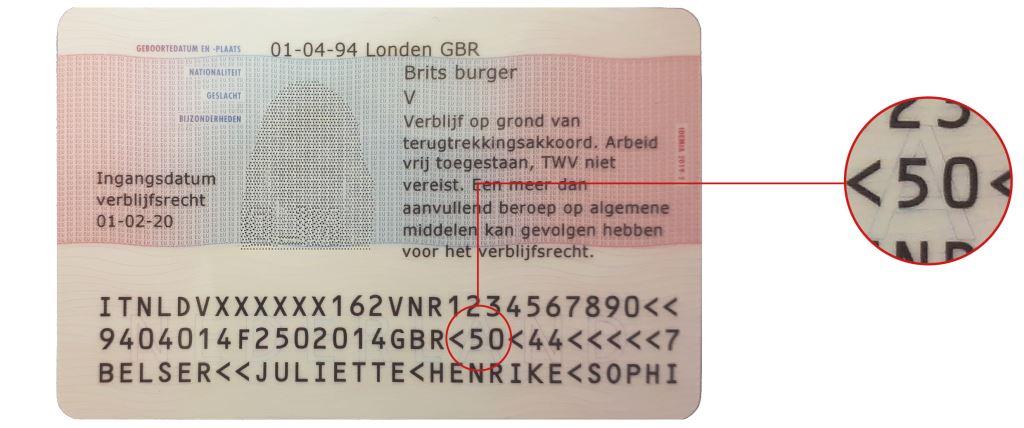 GEBOORTEDATUM EN -PLAATS 01-04-94 Londen GBR
NATIONALITEIT Brits burger
GESLACHT V
BIJZONDERHEDEN Verblijf op grond van
terugtrekkingsakkoord. Arbeid
vrij toegestaan, TWV niet
vereist. Een meer dan
aanvullend beroep op algemene
middelen kan gevolgen hebben
voor het verblijfsrecht.
Ingangsdatum
verblijfsrecht
01-02-20
ITNLDVXXXXXX162VNR1234567890<<
9404014F2502014GBR<50<44<<<<<7
BELSER<<JULIETTE<HENRIKE<SOPHI
<50<